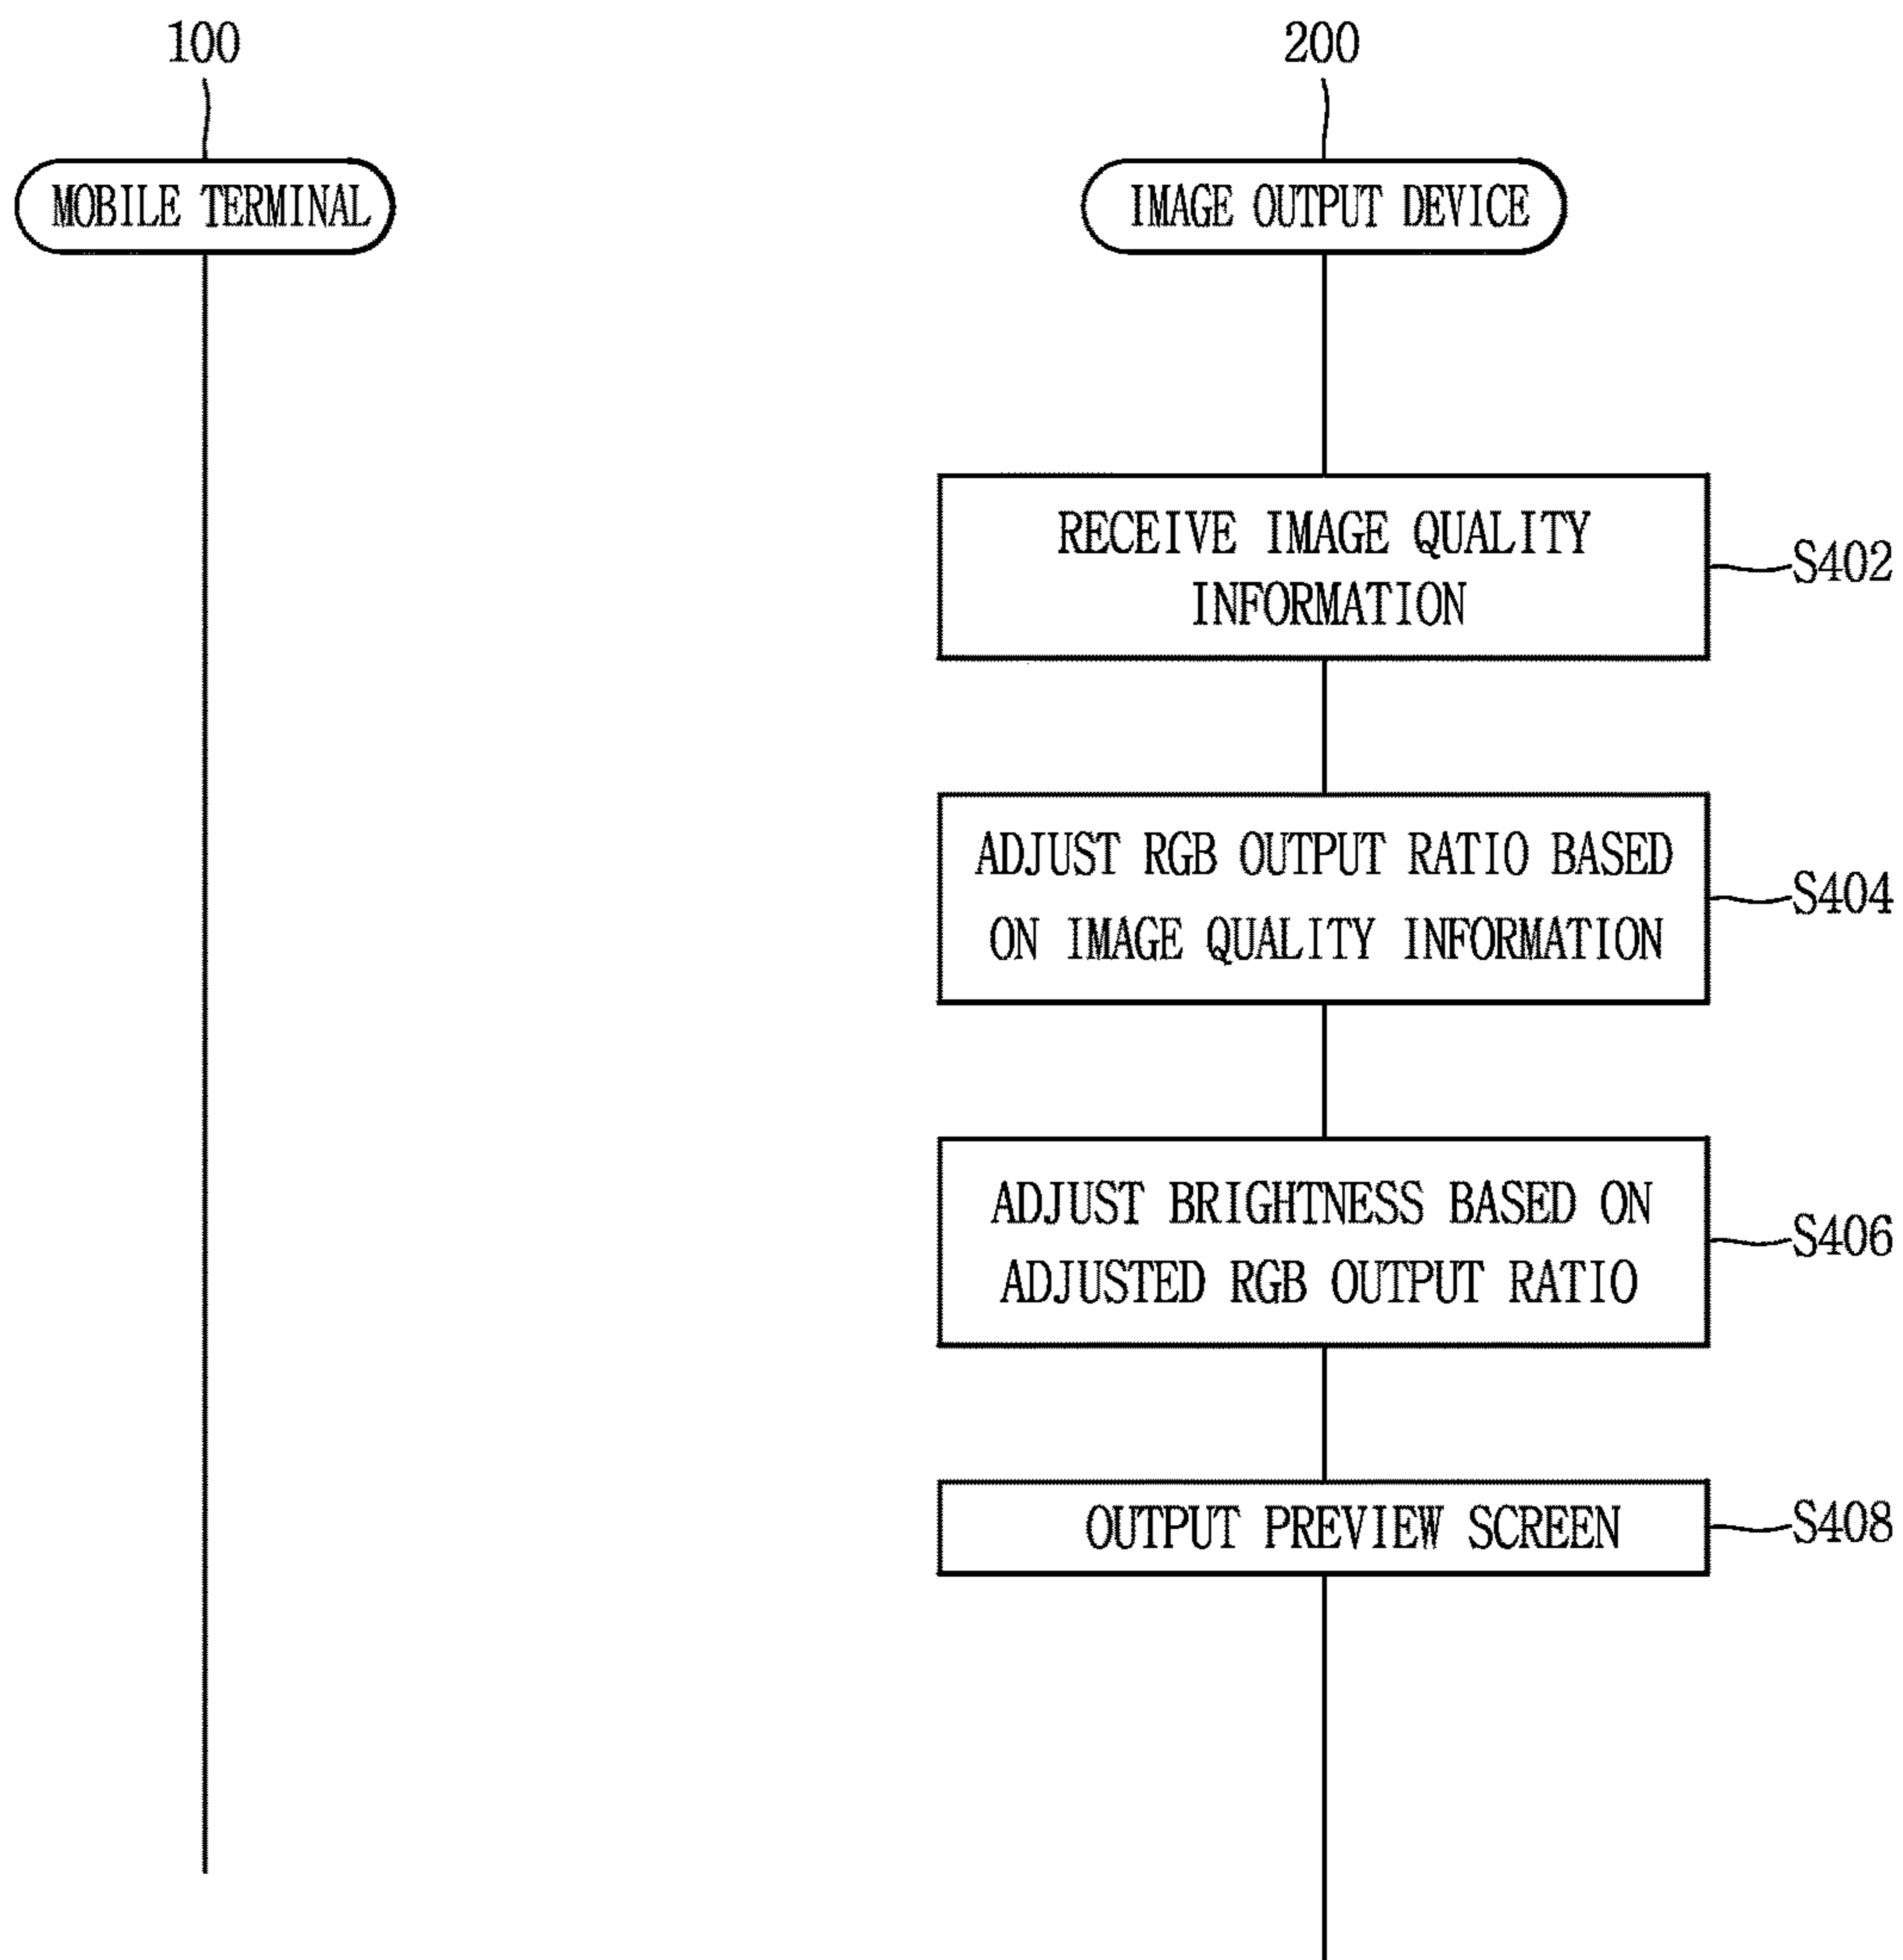 100
200
MOBILE TERMINAL
IMAGE OUTPUT DEVICE
RECEIVE IMAGE QUALITY
INFORMATION
S402
ADJUST RGB OUTPUT RATIO BASED
ON IMAGE QUALITY INFORMATION
S404
ADJUST BRIGHTNESS BASED ON
ADJUSTED RGB OUTPUT RATIO
S406
OUTPUT PREVIEW SCREEN
S408